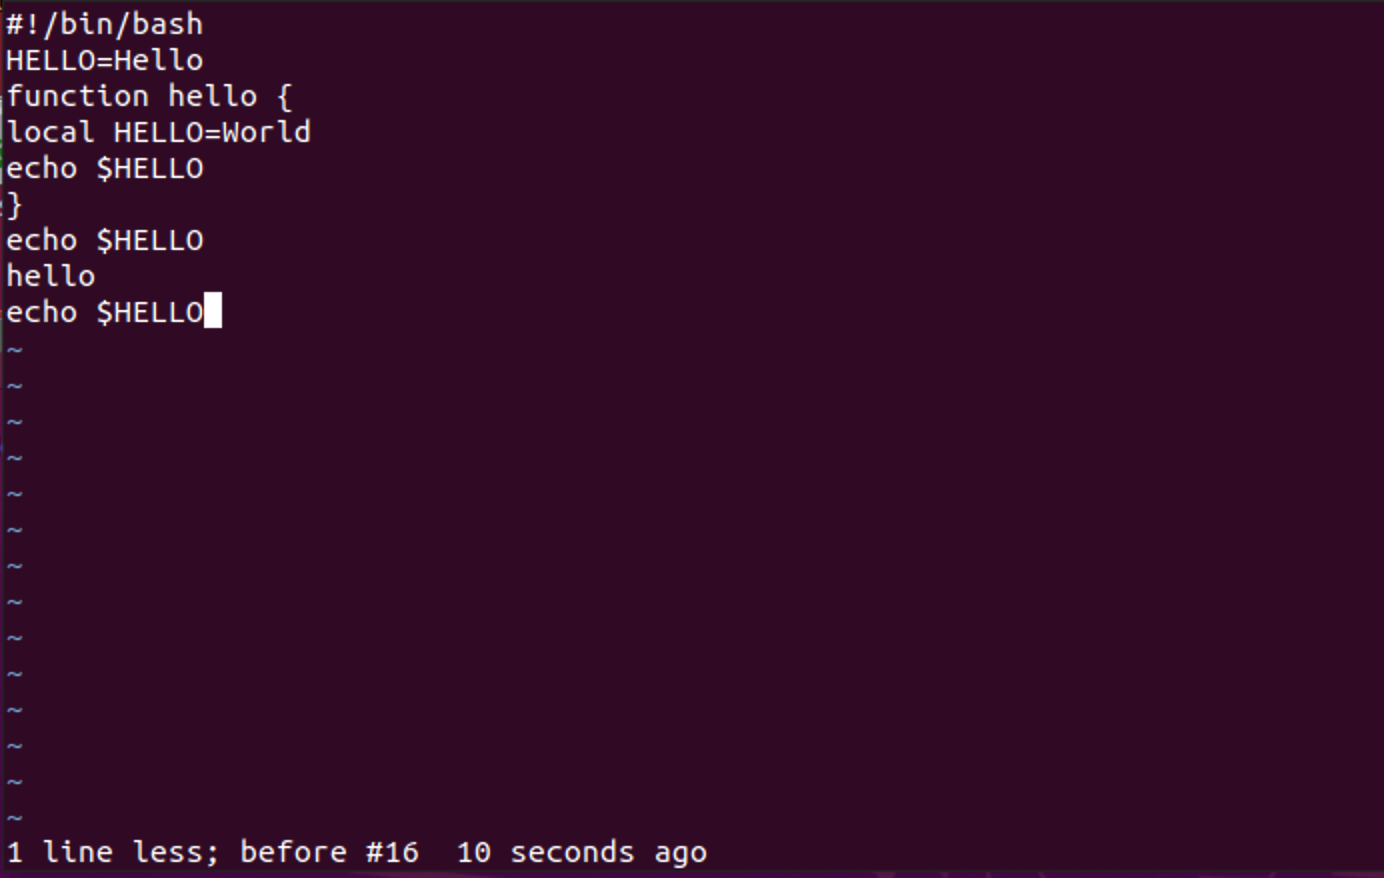 #!/bin/bash
HELLO=Hello
function hello {
local HELLO=World
echo $HELLO
}
echo $HELLO
hello
echo $HELLO
~
~
~
~
~
~
~
~
~
~
~
~
~
~
1 line less; before #16  10 seconds ago